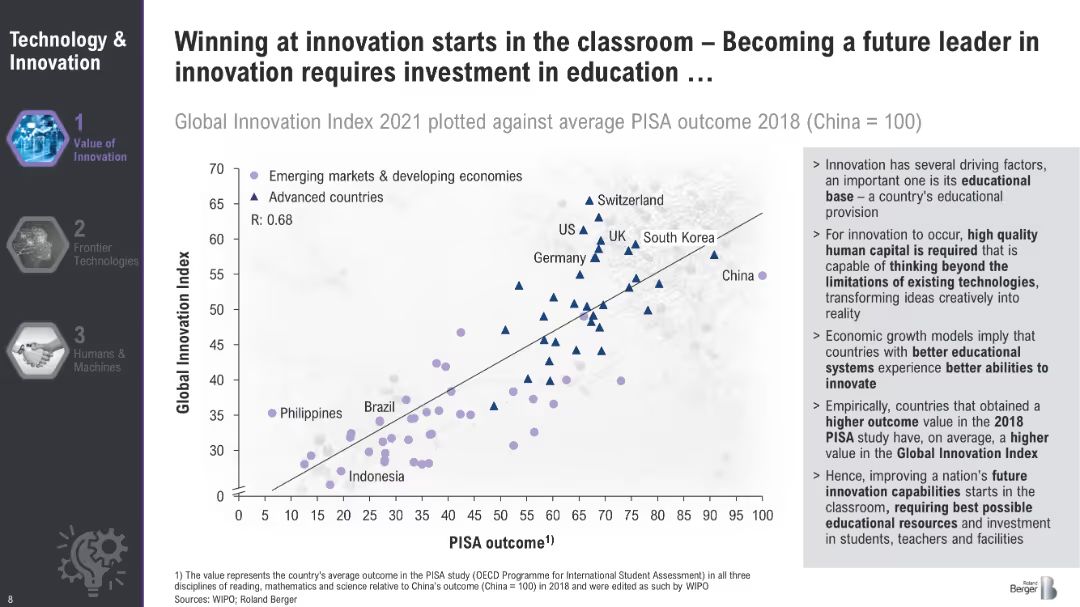 Technology &
Innovation
1
Value of
Innovation
2
Frontier
Technologies
3
Humans &
Machines
8
Winning at innovation starts in the classroom – Becoming a future leader in
innovation requires investment in education …
Global Innovation Index 2021 plotted against average PISA outcome 2018 (China = 100)
Global Innovation Index
70
65
60
55
50
45
40
35
30
0
Emerging markets & developing economies
Advanced countries
R: 0.68
Switzerland
US
UK
South Korea
Germany
China
Philippines
Brazil
Indonesia
0 5 10 15 20 25 30 35 40 45 50 55 60 65 70 75 80 85 90 95 100
PISA outcome1)
> Innovation has several driving factors,
an important one is its educational
base – a country's educational
provision
> For innovation to occur, high quality
human capital is required that is
capable of thinking beyond the
limitations of existing technologies,
transforming ideas creatively into
reality
> Economic growth models imply that
countries with better educational
systems experience better abilities to
innovate
> Empirically, countries that obtained a
higher outcome value in the 2018
PISA study have, on average, a higher
value in the Global Innovation Index
> Hence, improving a nation's future
innovation capabilities starts in the
classroom, requiring best possible
educational resources and investment
in students, teachers and facilities
1) The value represents the country's average outcome in the PISA study (OECD Programme for International Student Assessment) in all three
disciplines of reading, mathematics and science relative to China's outcome (China = 100) in 2018 and were edited as such by WIPO
Sources: WIPO; Roland Berger
Roland
Berger
B